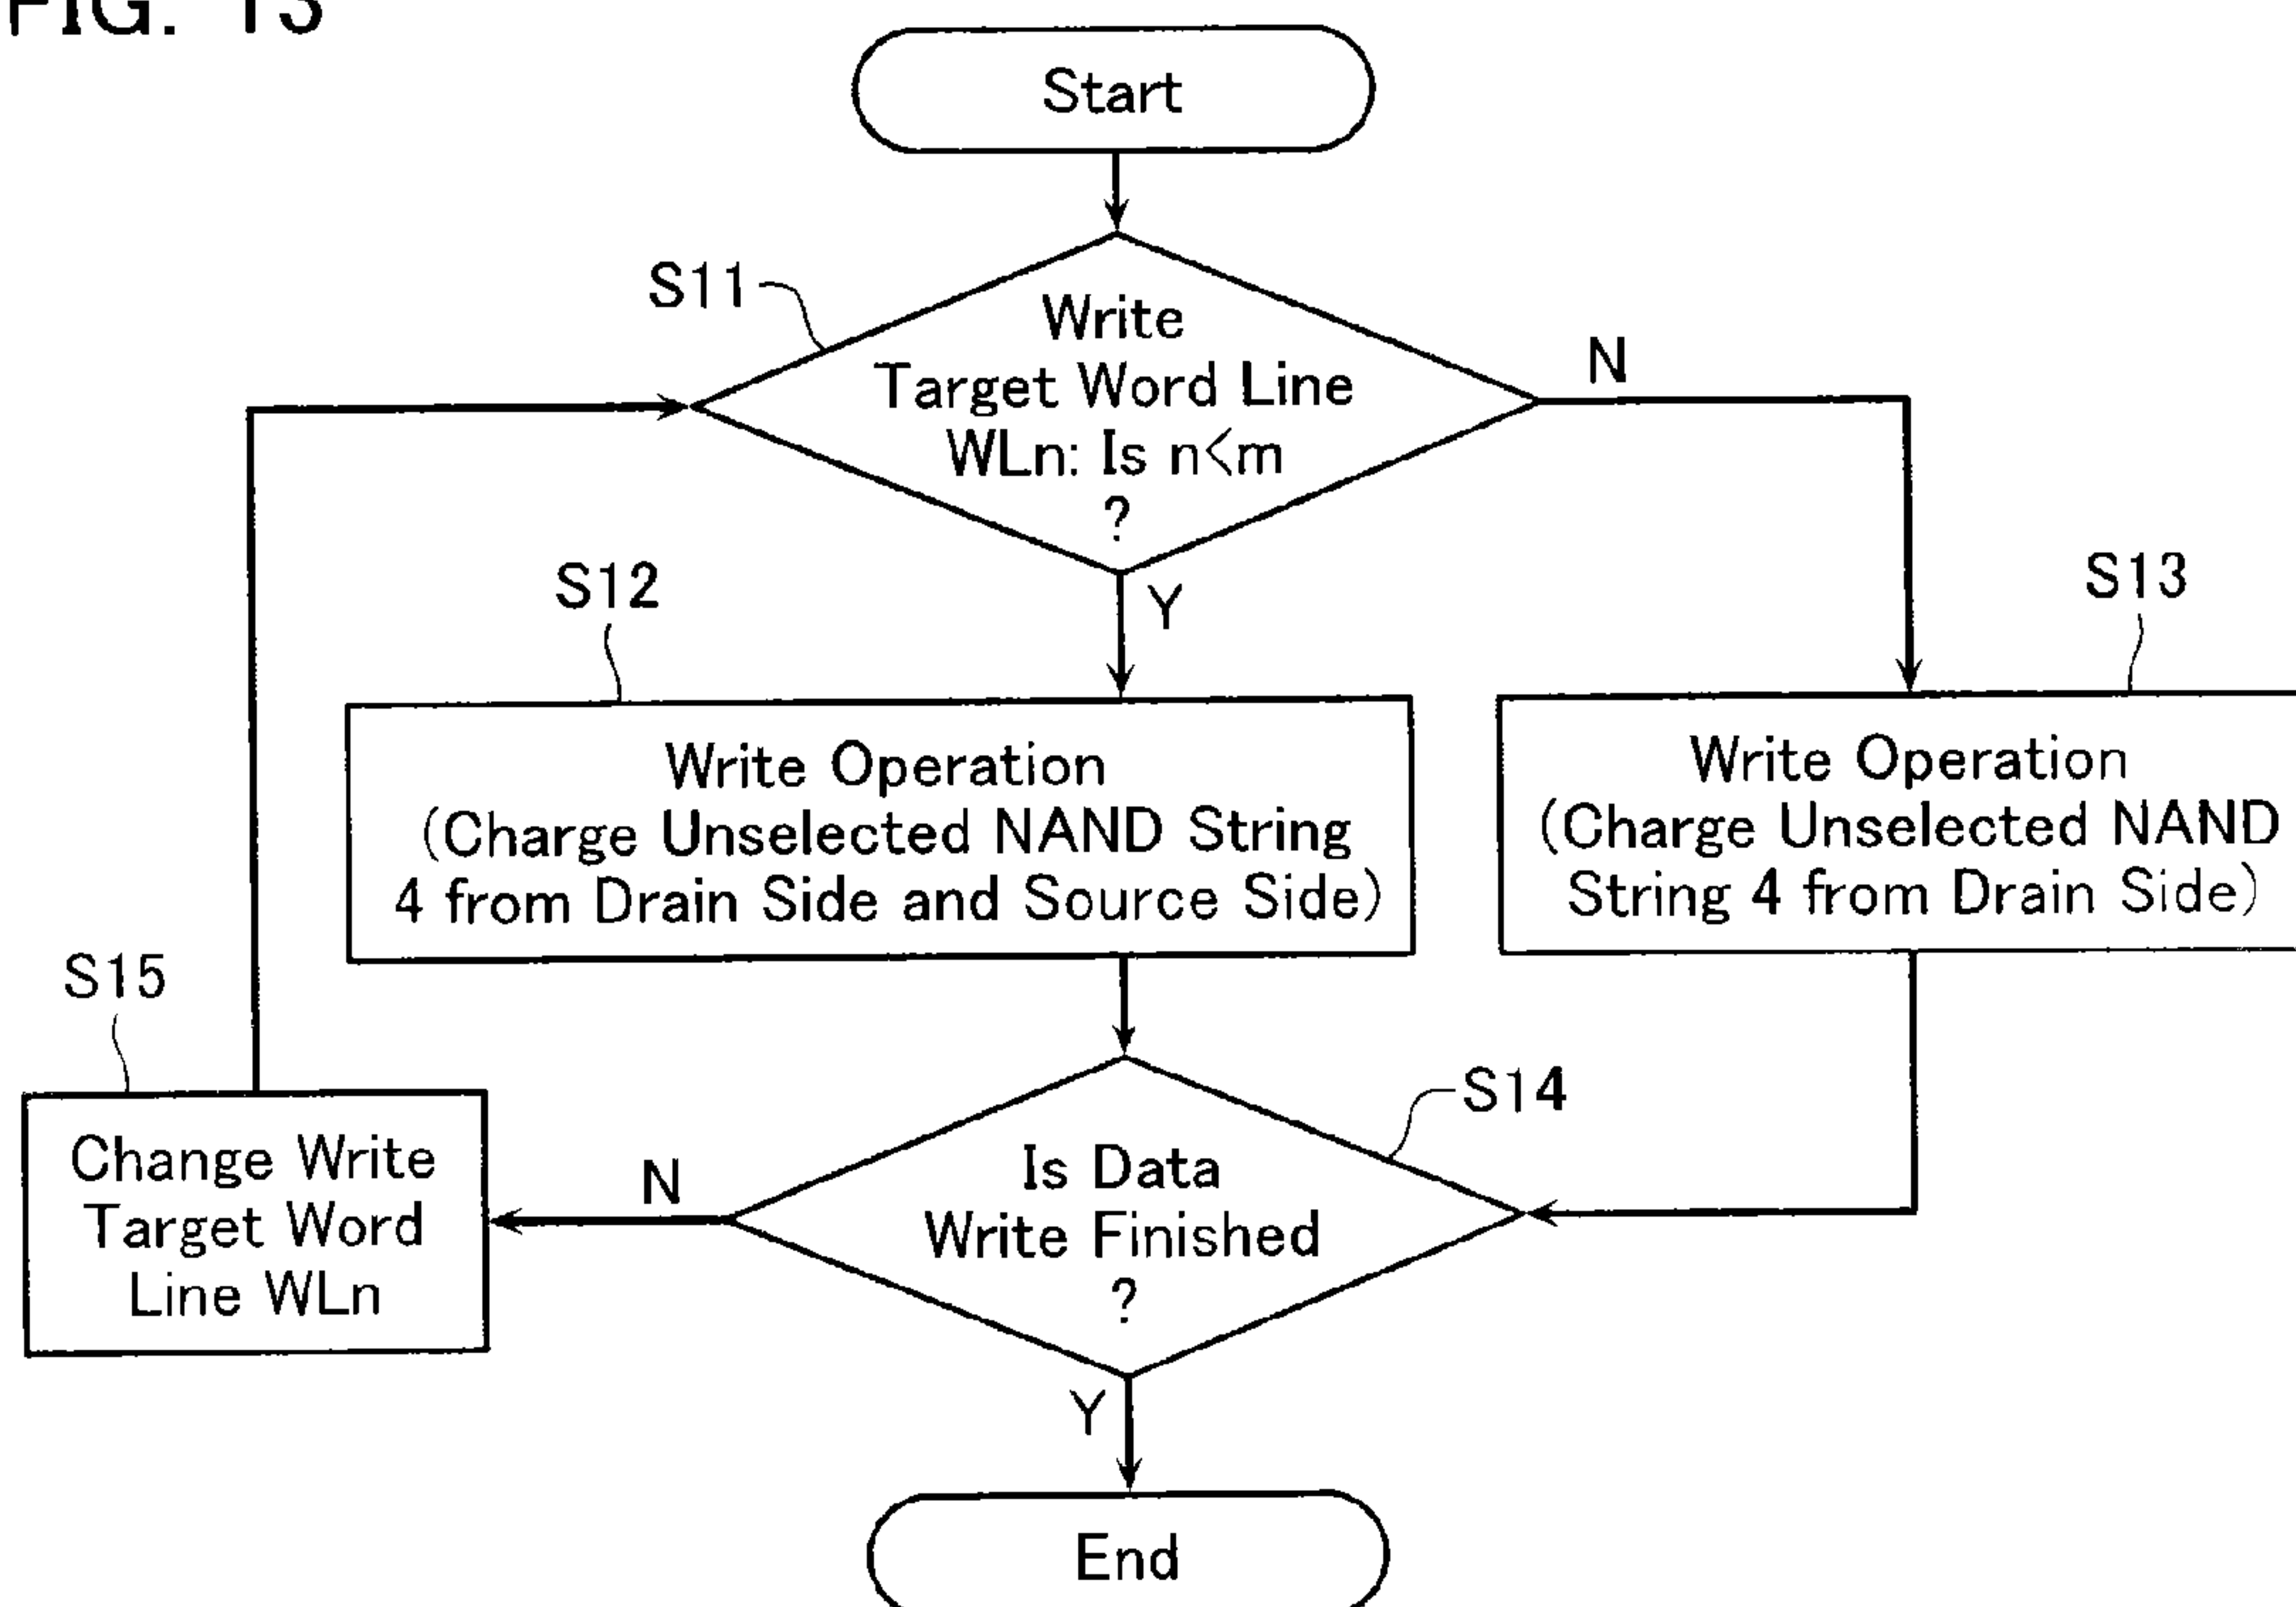 FIG. 13
Start
S11
Write
Target Word Line
WLn: Is n<m
?
N
Y
S12
Write Operation
(Charge Unselected NAND String
4 from Drain Side and Source Side)
S13
Write Operation
(Charge Unselected NAND
String 4 from Drain Side)
S15
Change Write
Target Word
Line WLn
N
S14
Is Data
Write Finished
?
Y
End